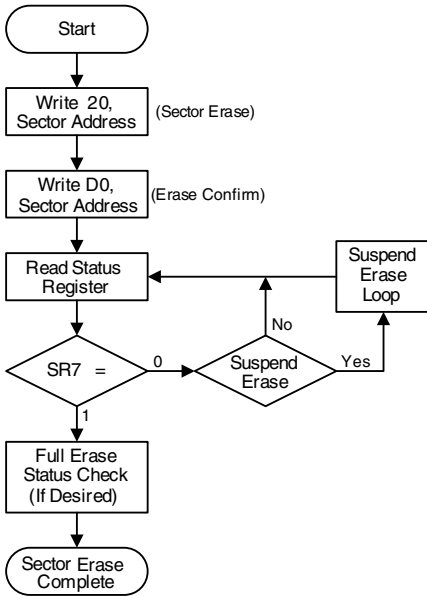 Start
Write 20,
Sector Address
(Sector Erase)
Write D0,
Sector Address
(Erase Confirm)
Read Status
Register
Suspend
Erase
Loop
No
SR7 =
0
Suspend
Erase
Yes
1
Full Erase
Status Check
(If Desired)
Sector Erase
Complete